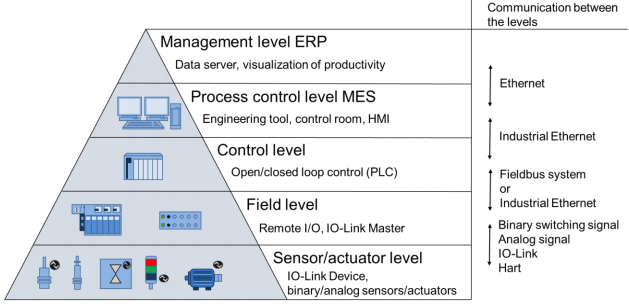 Communication between
the levels
Management level ERP
Data server, visualization of productivity
Ethernet
Process control level MES
Engineering tool, control room, HMI
Industrial Ethernet
Control level
Open/closed loop control (PLC)
Fieldbus system
or
Industrial Ethernet
Field level
Remote I/O, IO-Link Master
Binary switching signal
Analog signal
IO-Link
Hart
Sensor/actuator level
IO-Link Device,
binary/analog sensors/actuators